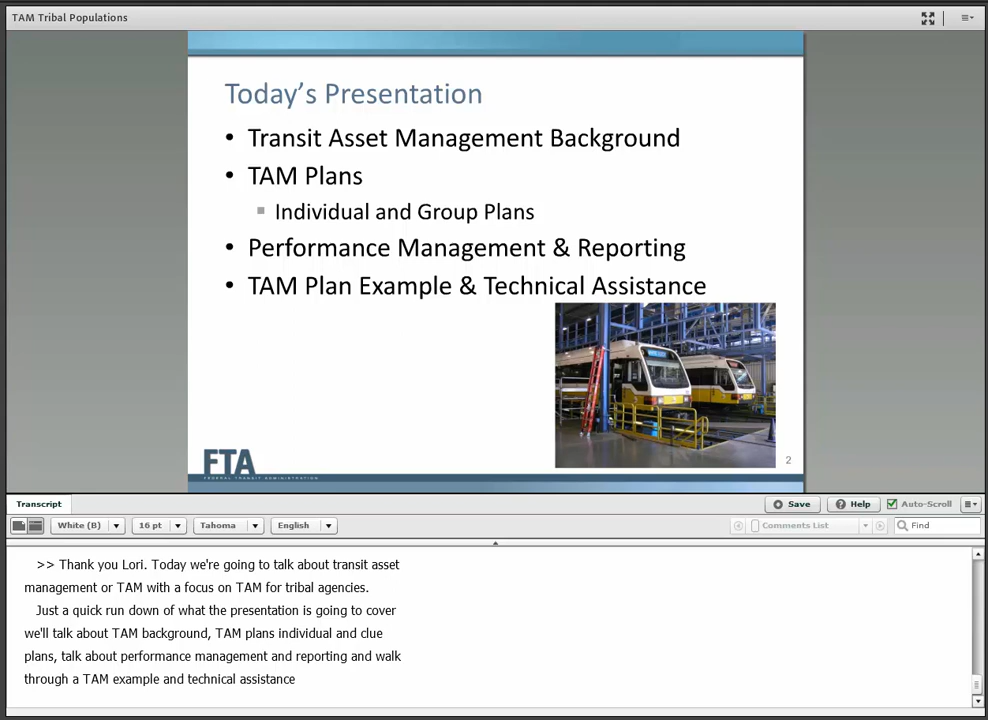 TAM Tribal Populations
Today's Presentation
• Transit Asset Management Background
• TAM Plans
▪ Individual and Group Plans
• Performance Management & Reporting
• TAM Plan Example & Technical Assistance
FTA
FEDERAL TRANSIT ADMINISTRATION
2
Transcript
Save
Help
Auto-Scroll
White (B)
16 pt
Tahoma
English
Comments List
Find
>> Thank you Lori. Today we're going to talk about transit asset
management or TAM with a focus on TAM for tribal agencies.
Just a quick run down of what the presentation is going to cover
we'll talk about TAM background, TAM plans individual and clue
plans, talk about performance management and reporting and walk
through a TAM example and technical assistance